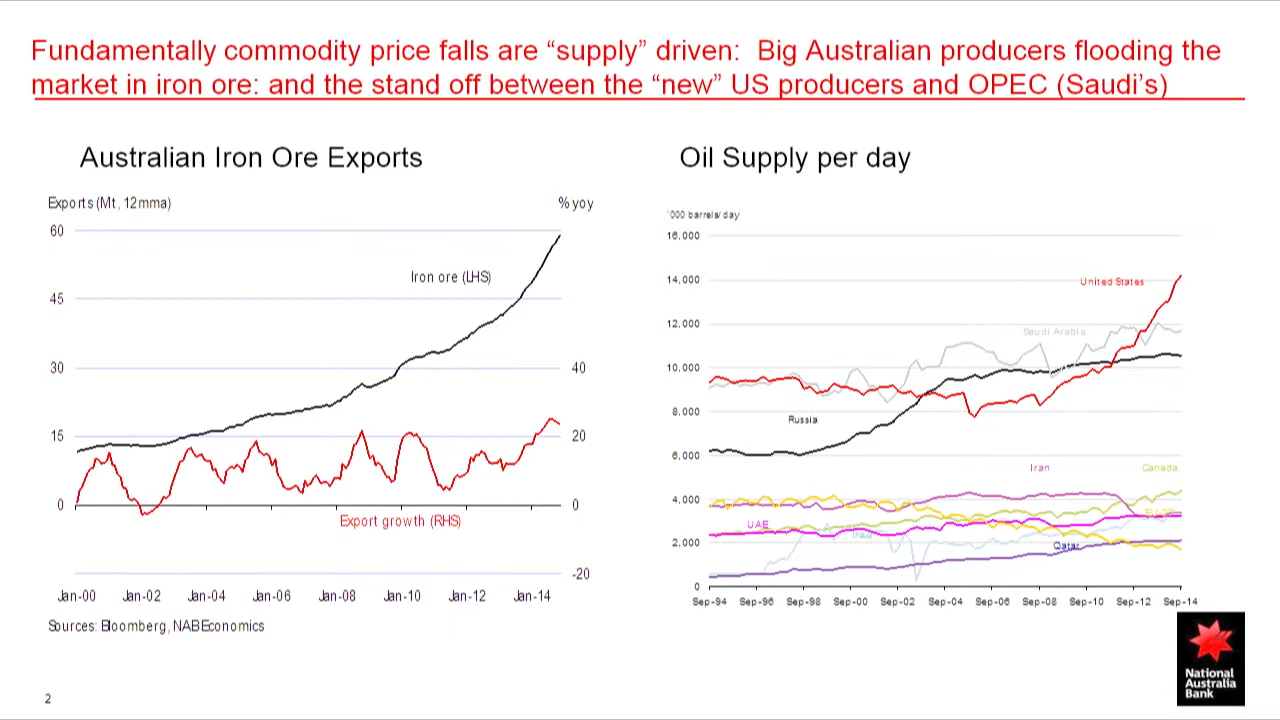 Fundamentally commodity price falls are “supply” driven: Big Australian producers flooding the
market in iron ore: and the stand off between the “new” US producers and OPEC (Saudi’s)
Australian Iron Ore Exports
Exports (Mt, 12mma)
% yoy
60
45
30
15
0
40
20
0
-20
Iron ore (LHS)
Export growth (RHS)
Jan-00 Jan-02 Jan-04 Jan-06 Jan-08 Jan-10 Jan-12 Jan-14
Sources: Bloomberg, NAB Economics
Oil Supply per day
'000 barrels/day
16,000
14,000
12,000
10,000
8,000
6,000
4,000
2,000
0
United States
Saudi Arabia
Russia
Iran
Canada
UAE
Iraq
Qatar
Sep-94 Sep-96 Sep-98 Sep-00 Sep-02 Sep-04 Sep-06 Sep-08 Sep-10 Sep-12 Sep-14
National
Australia
Bank
2